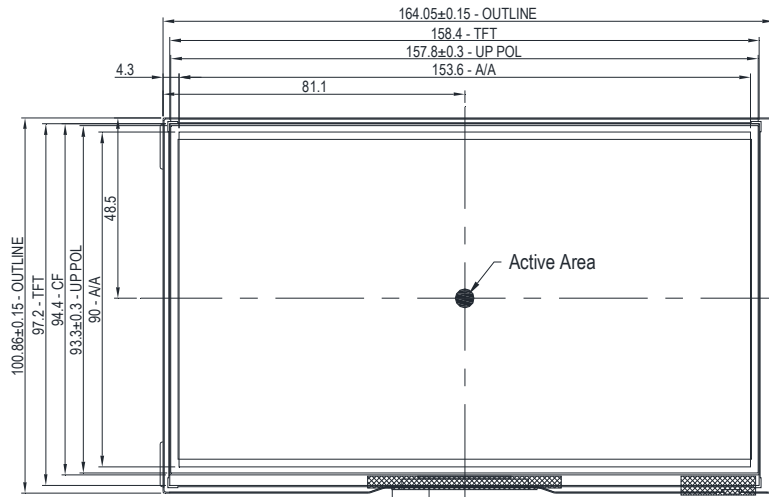 164.05±0.15 - OUTLINE
158.4 - TFT
157.8±0.3 - UP POL
4.3
153.6 - A/A
81.1
100.86±0.15 - OUTLINE
97.2 - TFT
94.4 - CF
93.3±0.3 - UP POL
90 - A/A
48.5
Active Area